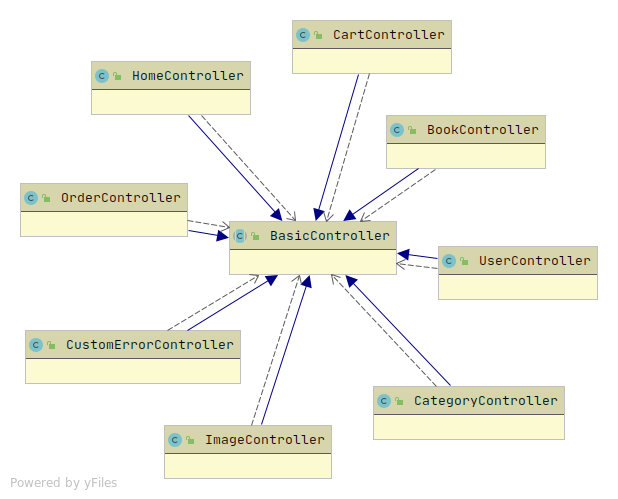 C CartController
C HomeController
C BookController
C OrderController
C BasicController
C UserController
C CustomErrorController
C CategoryController
C ImageController
Powered by yFiles